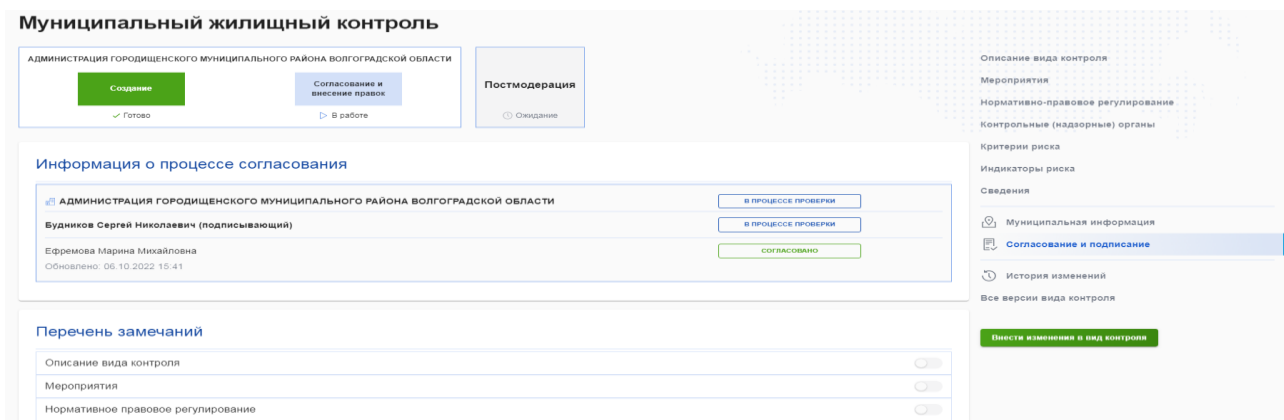 Муниципальный жилищный контроль
АДМИНИСТРАЦИЯ ГОРОДИЩЕНСКОГО МУНИЦИПАЛЬНОГО РАЙОНА ВОЛГОГРАДСКОЙ ОБЛАСТИ
Создание
Готово
Согласование и
внесение правок
В работе
Постмодерация
Ожидание
Информация о процессе согласования
АДМИНИСТРАЦИЯ ГОРОДИЩЕНСКОГО МУНИЦИПАЛЬНОГО РАЙОНА ВОЛГОГРАДСКОЙ ОБЛАСТИ
В ПРОЦЕССЕ ПРОВЕРКИ
Будников Сергей Николаевич (подписывающий)
В ПРОЦЕССЕ ПРОВЕРКИ
Ефремова Марина Михайловна
СОГЛАСОВАНО
Обновлено: 06.10.2022 15:41
Перечень замечаний
Описание вида контроля
Мероприятия
Нормативное правовое регулирование
Описание вида контроля
Мероприятия
Нормативно-правовое регулирование
Контрольные (надзорные) органы
Критерии риска
Индикаторы риска
Сведения
Муниципальная информация
Согласование и подписание
История изменений
Все версии вида контроля
Внести изменения в вид контроля